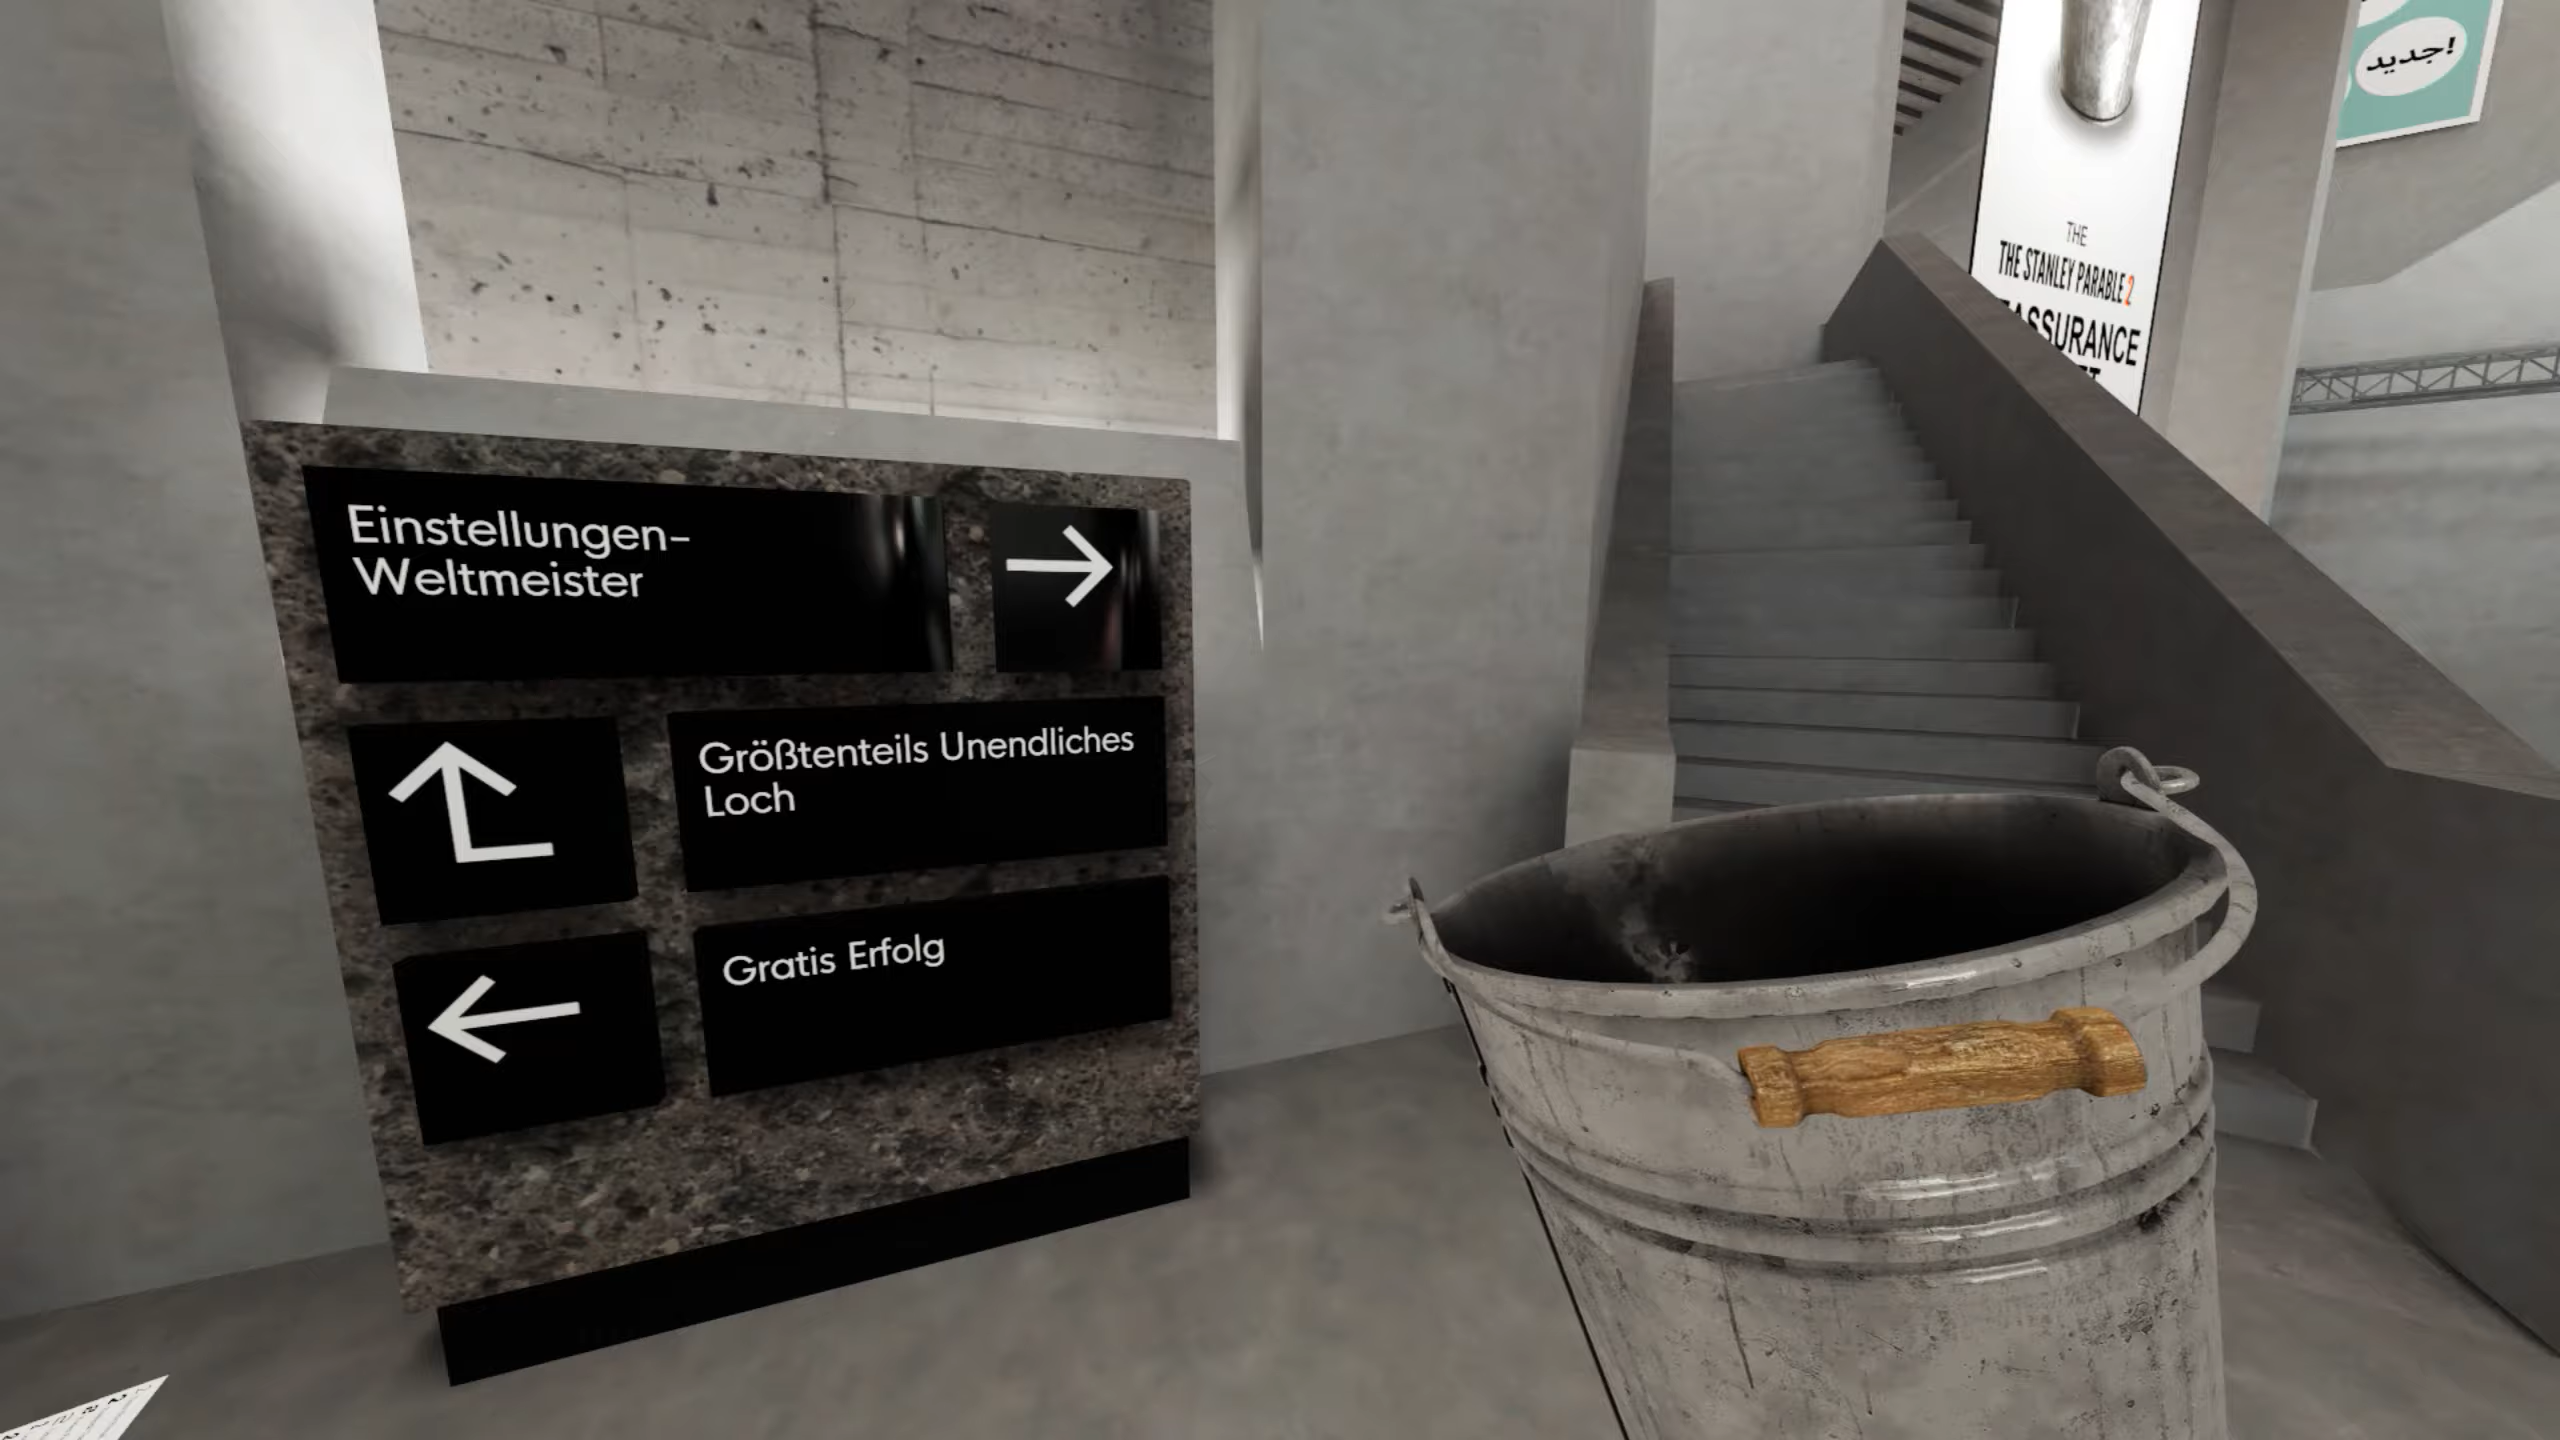 Einstellungen-
Weltmeister
Größtenteils Unendliches
Loch
Gratis Erfolg
THE
THE STANLEY PARABLE 2
ASSURANCE
جديد!